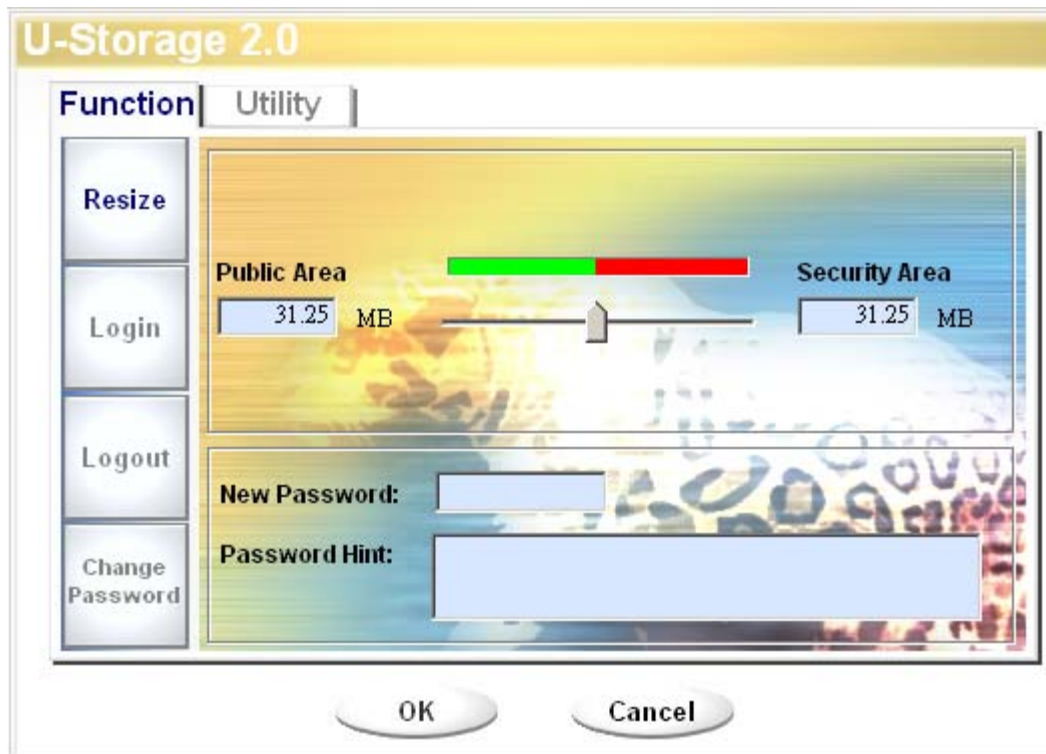 U-Storage 2.0
Function
Utility
Resize
Login
Logout
Change
Password
Public Area
31.25 MB
Security Area
31.25 MB
New Password:
Password Hint:
OK
Cancel